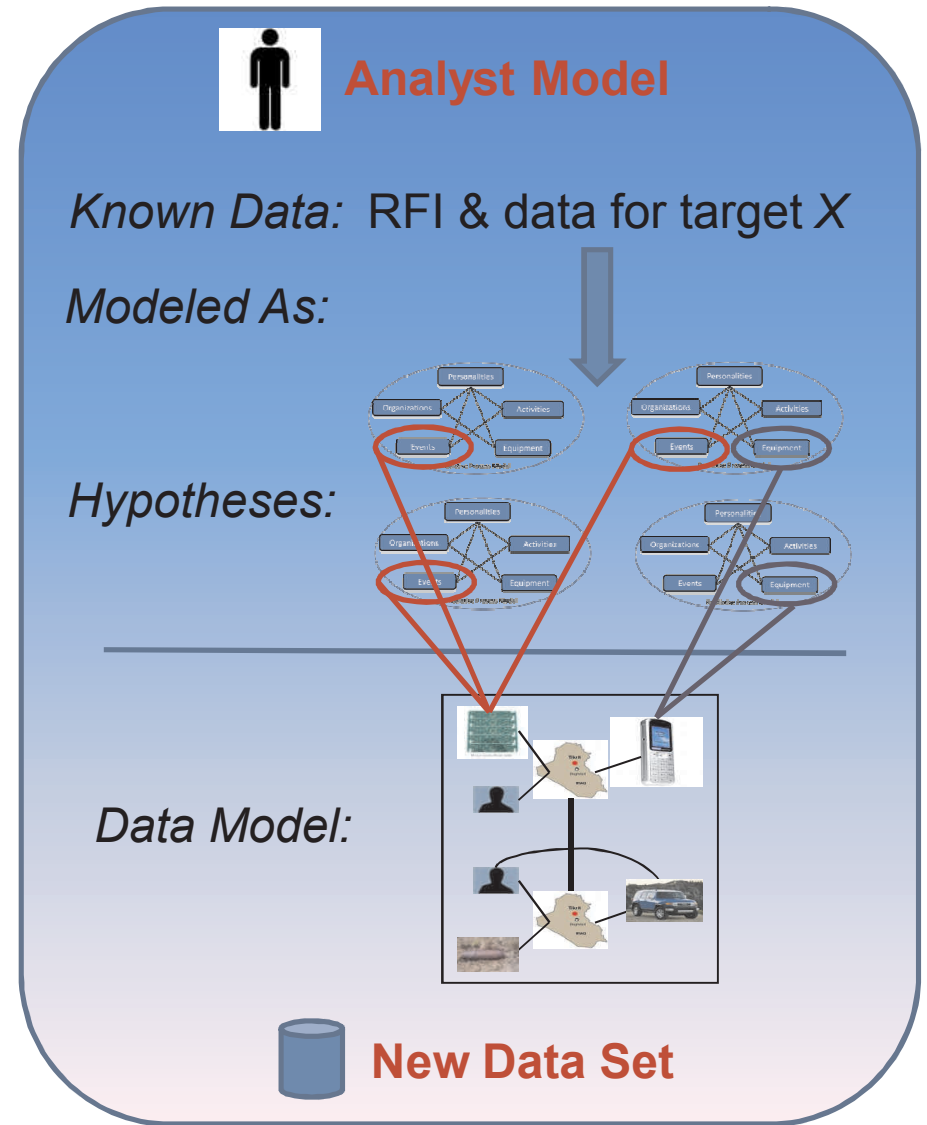 Analyst Model
Known Data: RFI & data for target X
Modeled As:
Personalities
Organizations
Activities
Events
Equipment
Personalities
Organizations
Activities
Events
Equipment
Hypotheses:
Personalities
Organizations
Activities
Events
Equipment
Personalities
Organizations
Activities
Events
Equipment
Data Model:
New Data Set